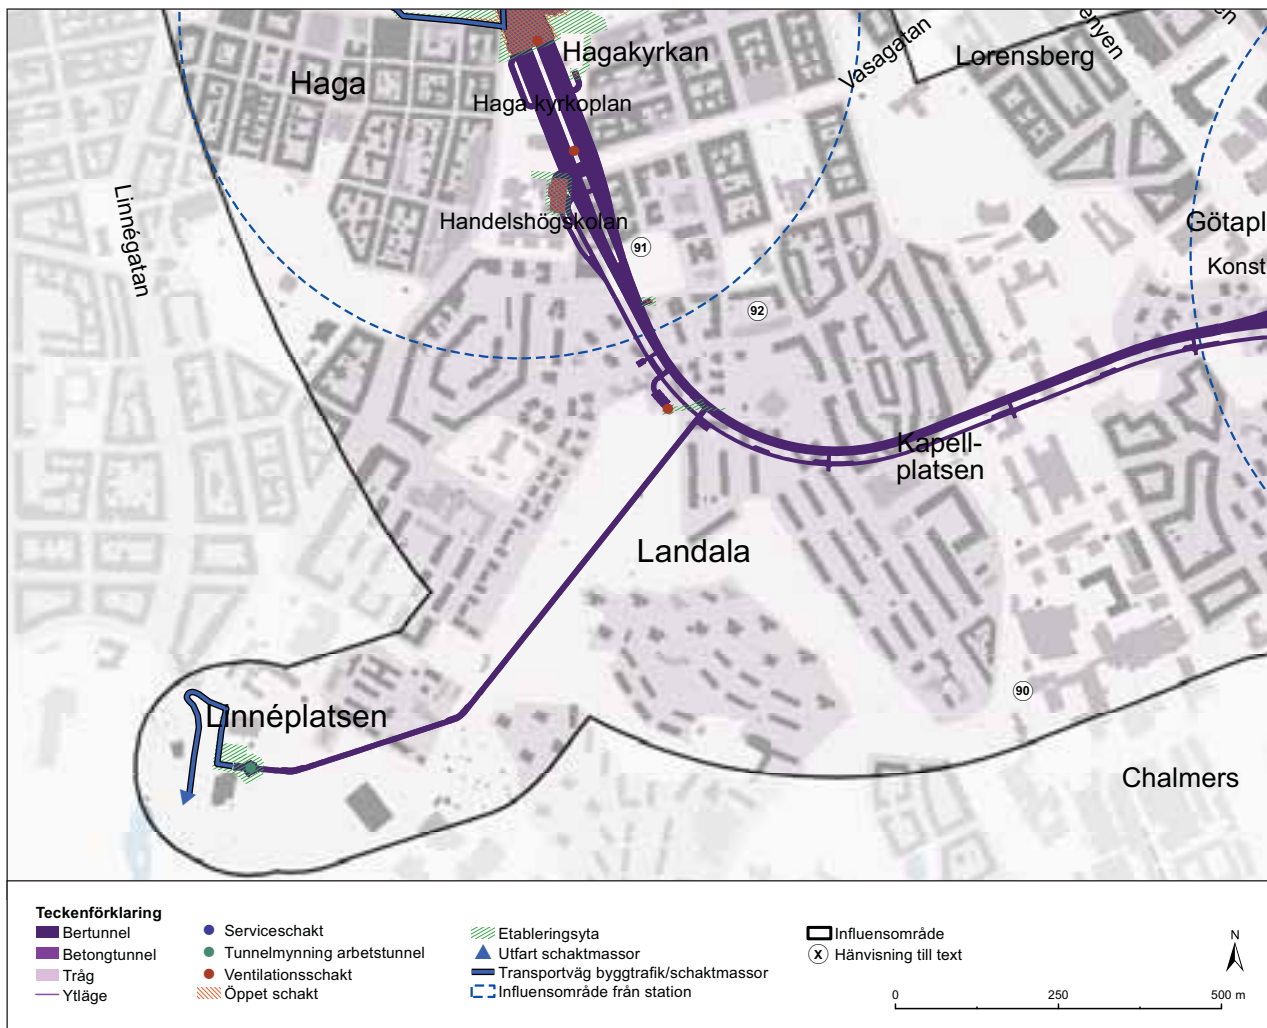 Hagakyrkan
Haga
Haga kyrkoplan
Vasagatan
Lorensberg
Linnégatan
Handelshögskolan
91
92
Götapl
Konst
Kapell-
platsen
Landala
Linnéplatsen
90
Chalmers
Teckenförklaring
Bertunnel
Betongtunnel
Tråg
Ytläge
Serviceschakt
Tunnelmynning arbetstunnel
Ventilationsschakt
Öppet schakt
Etableringsyta
Utfart schaktmassor
Transportväg byggtrafik/schaktmassor
Influensområde från station
Influensområde
X Hänvisning till text
N
0 250 500 m